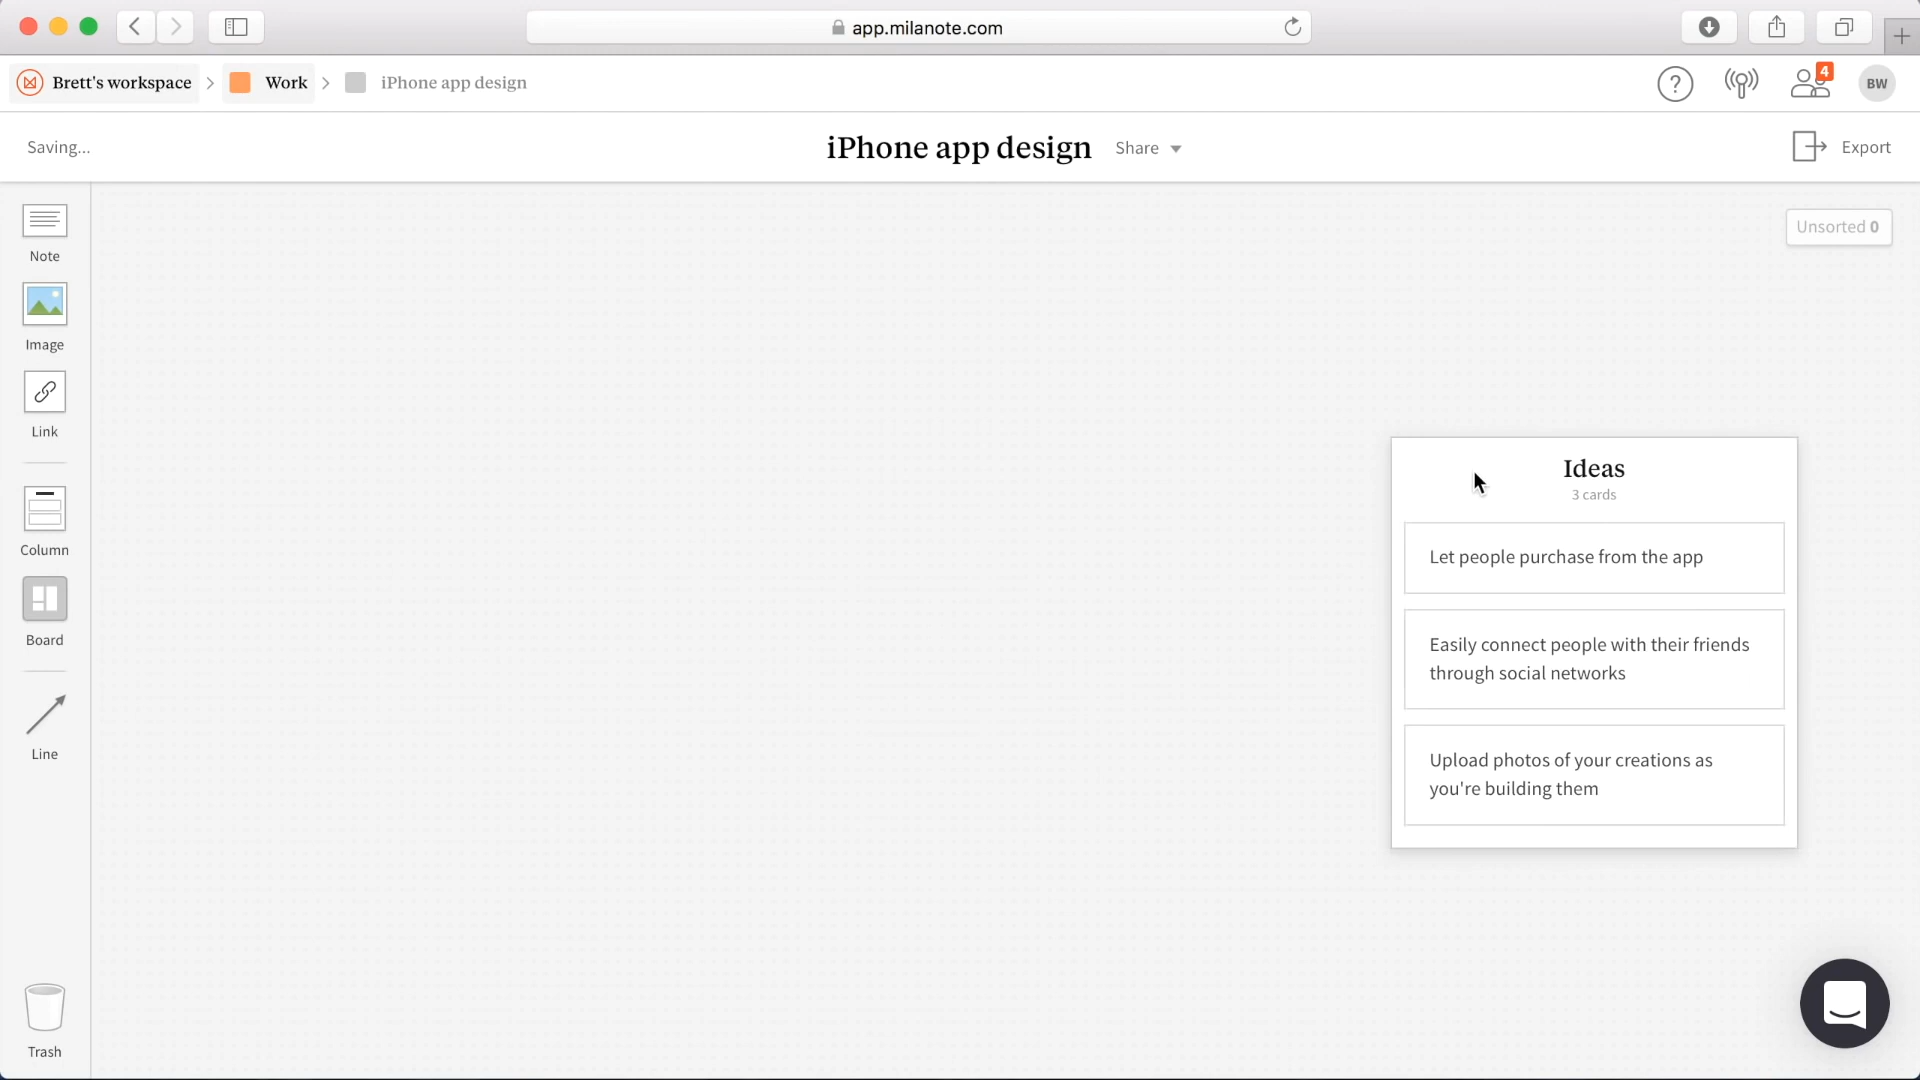 app.milanote.com
Brett's workspace
Work
iPhone app design
4
BW
Saving...
iPhone app design
Share
Export
Note
Image
Link
Column
Board
Line
Trash
Unsorted 0
Ideas
3 cards
Let people purchase from the app
Easily connect people with their friends
through social networks
Upload photos of your creations as
you're building them